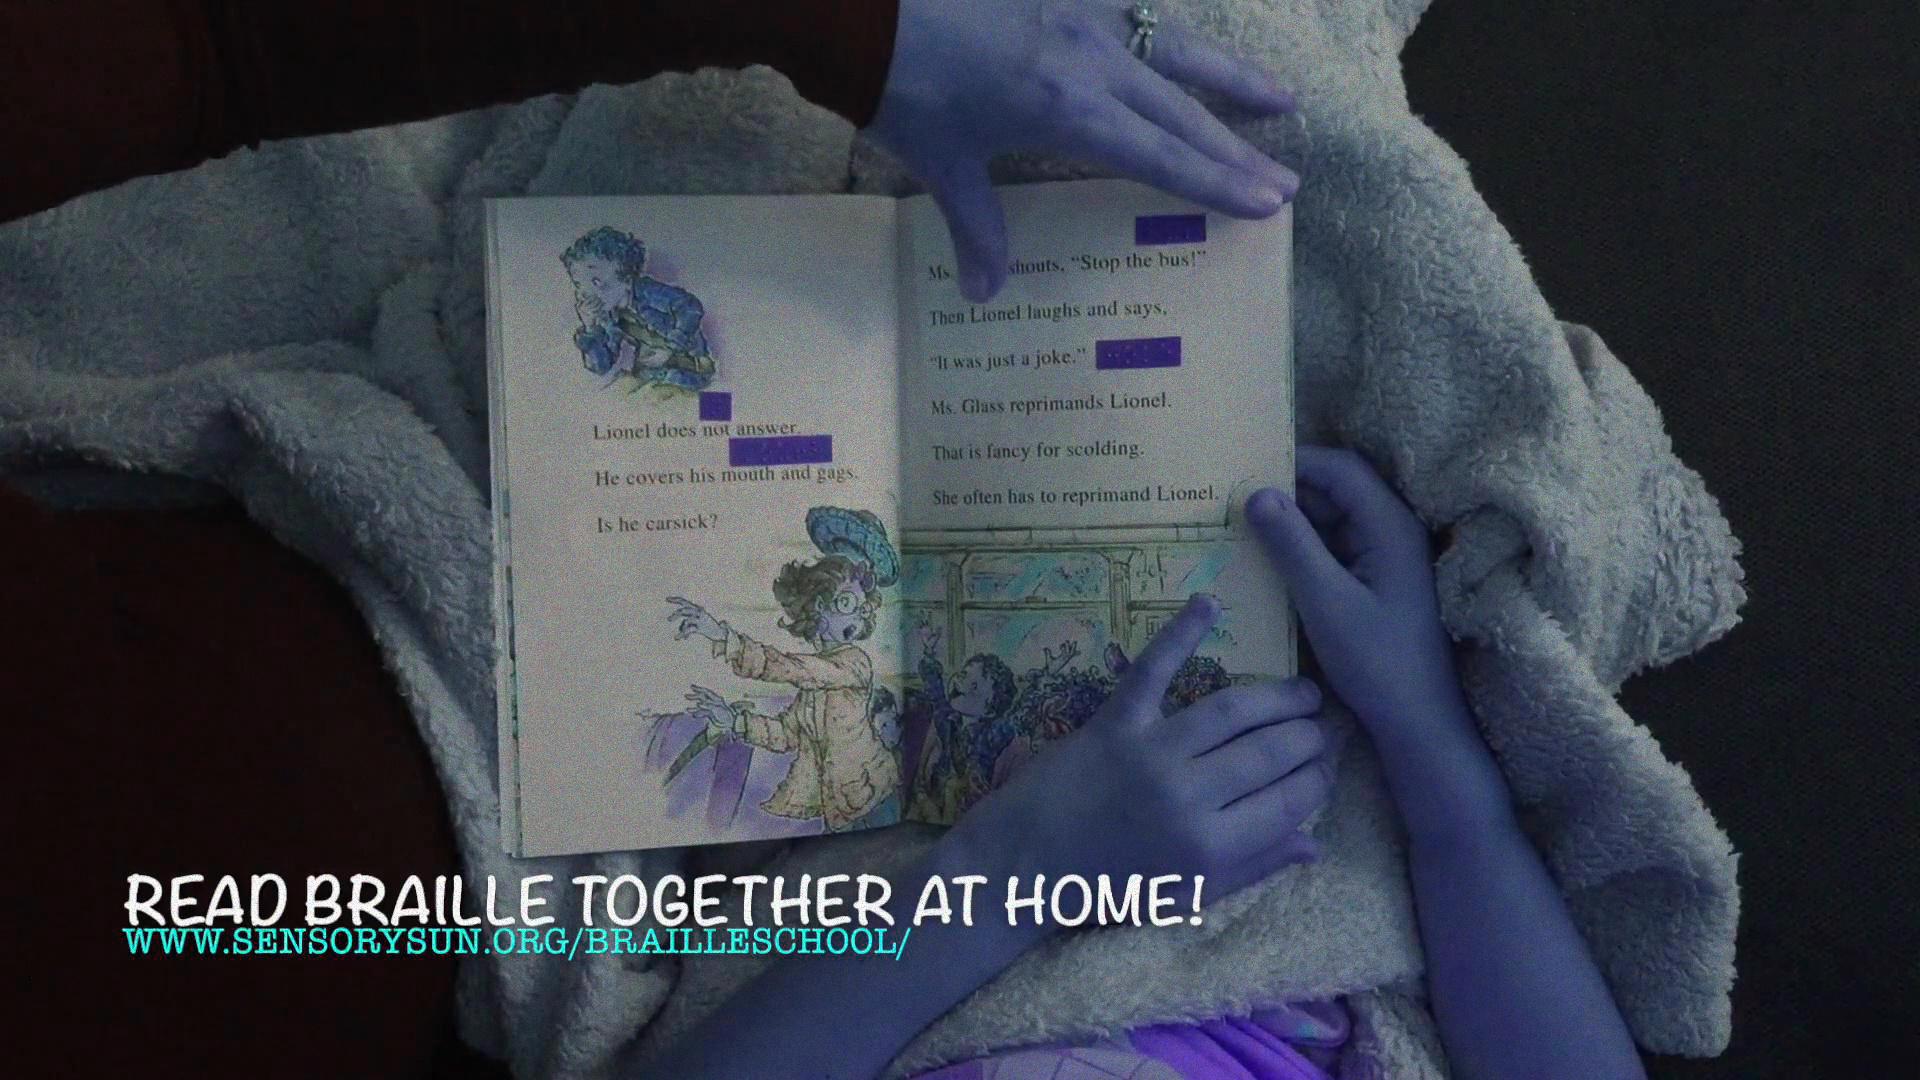 Lionel does not answer.
He covers his mouth and gags.
Is he carsick?
Ms. shouts, "Stop the bus!"
Then Lionel laughs and says,
"It was just a joke."
Ms. Glass reprimands Lionel.
That is fancy for scolding.
She often has to reprimand Lionel.
READ BRAILLE TOGETHER AT HOME!
WWW.SENSORYSUN.ORG/BRAILLESCHOOL/